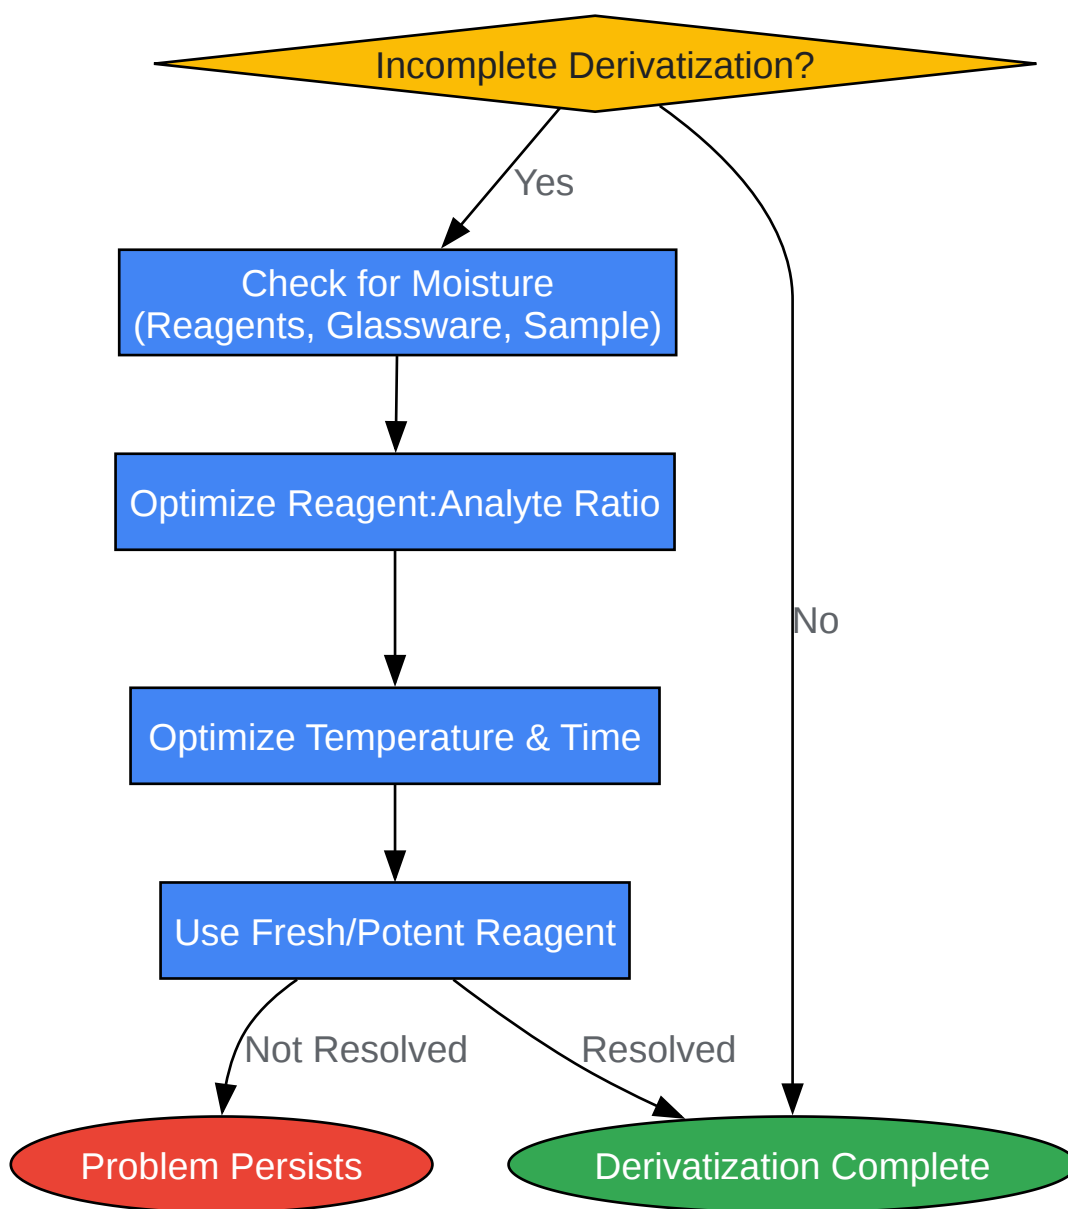 Incomplete Derivatization?
Yes
Check for Moisture
(Reagents, Glassware, Sample)
Optimize Reagent:Analyte Ratio
No
Optimize Temperature & Time
Use Fresh/Potent Reagent
Not Resolved
Resolved
Problem Persists
Derivatization Complete